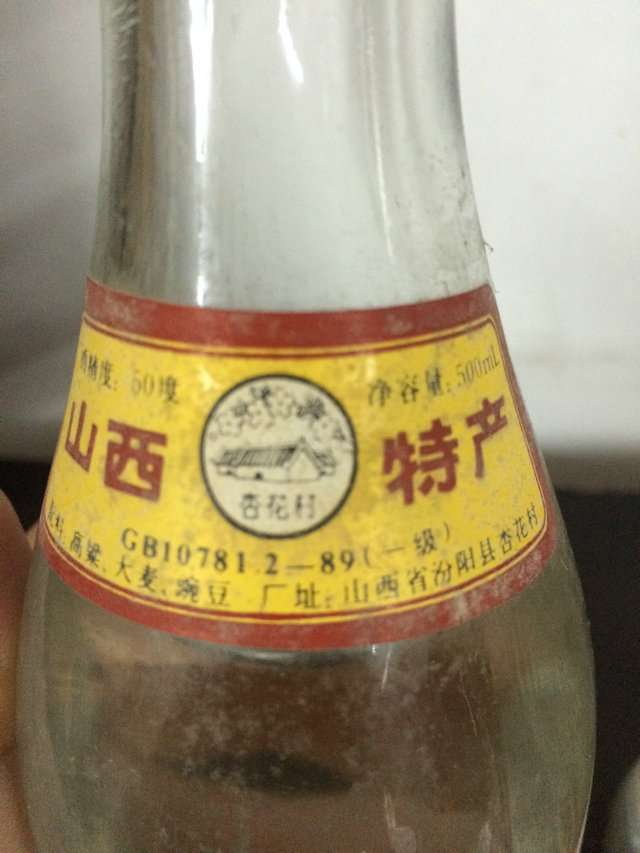 酒精度: 60度
净容量: 500mL
山西
杏花村
特产
GB10781.2—89(一级)
原料: 高粱、大麦、豌豆
厂址: 山西省汾阳县杏花村